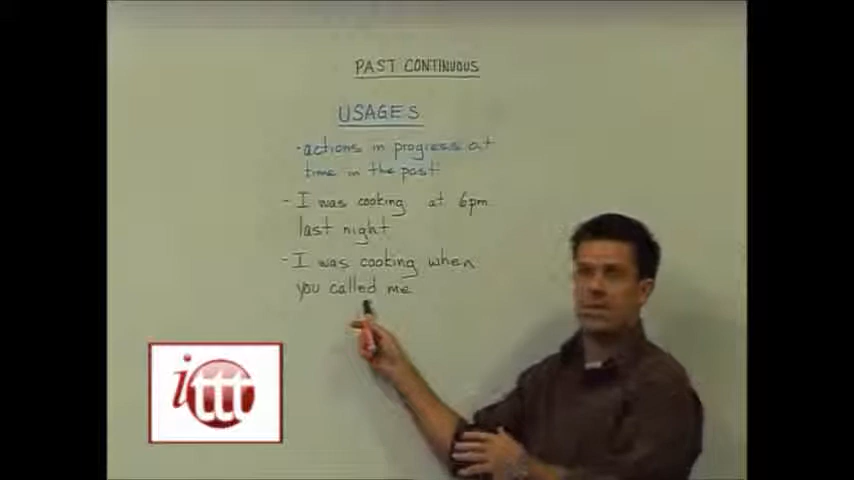 PAST CONTINUOUS
USAGES
- actions in progress at
time in the past
- I was cooking at 6pm
last night
- I was cooking when
you called me
ittt